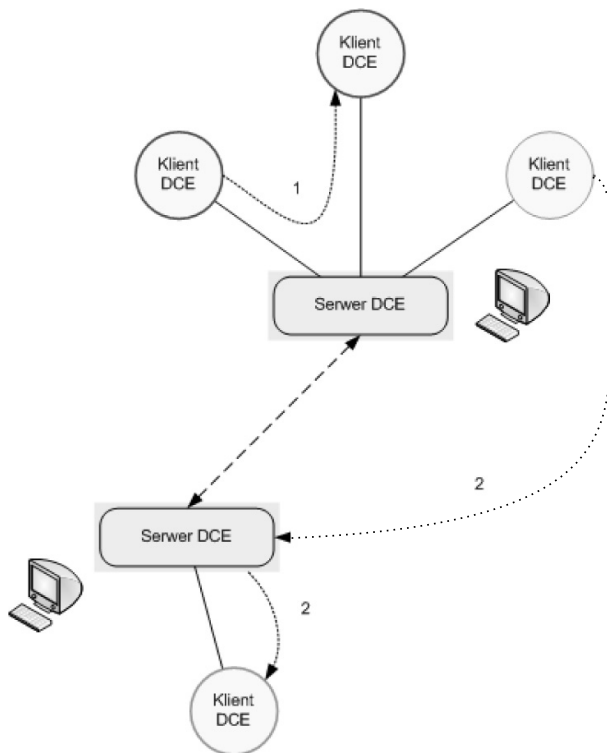 Klient
DCE
Klient
DCE
Klient
DCE
1
Serwer DCE
2
Serwer DCE
2
Klient
DCE